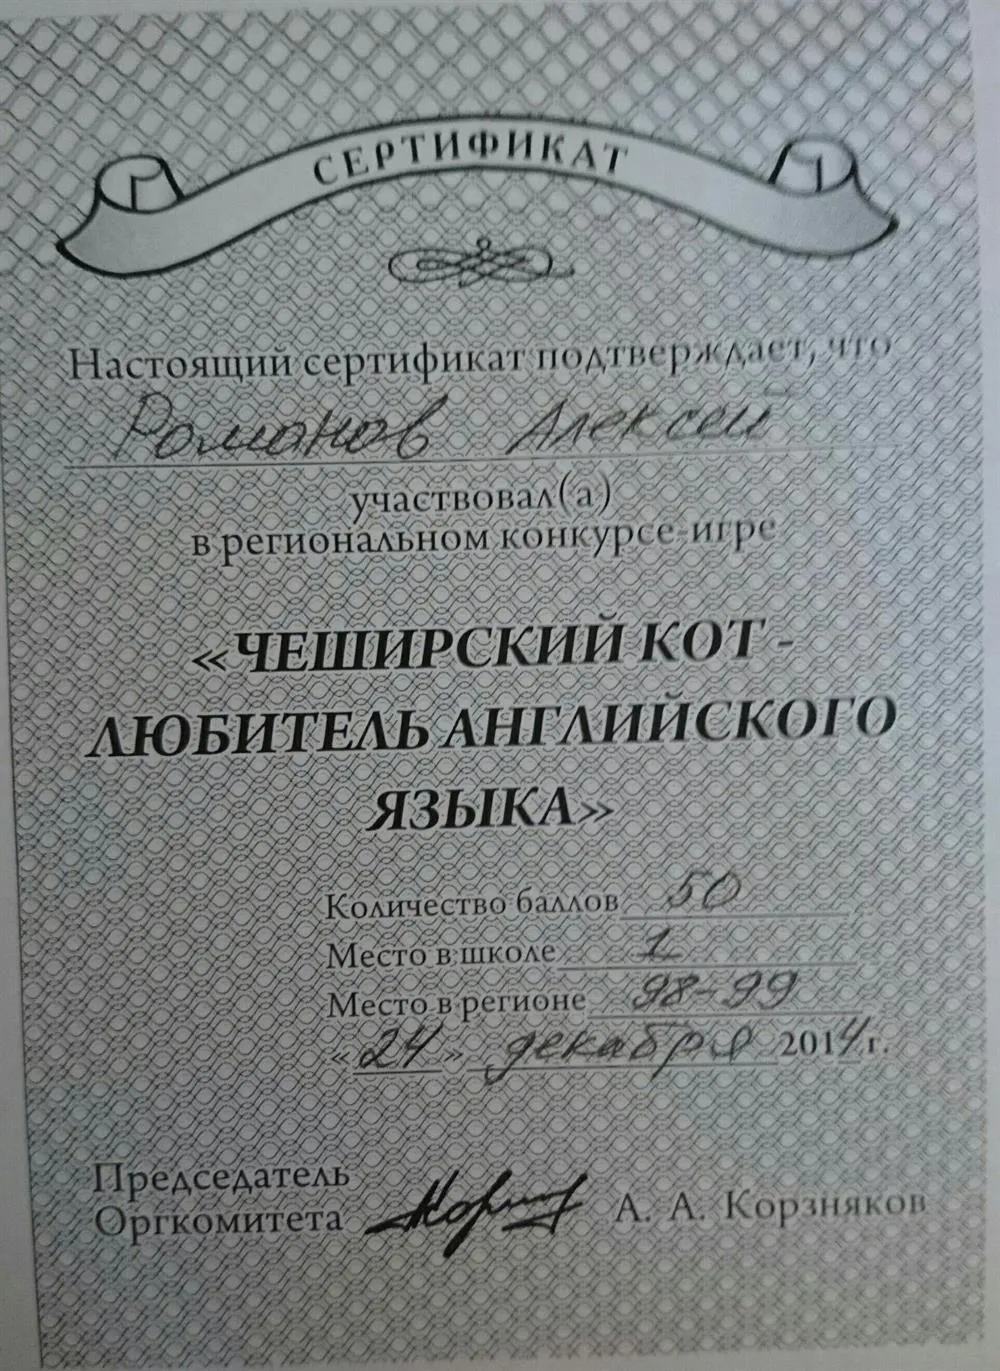 СЕРТИФИКАТ
Настоящий сертификат подтверждает, что
Романов Алексей
участвовал(а)
в региональном конкурсе-игре
«ЧЕШИРСКИЙ КОТ -
ЛЮБИТЕЛЬ АНГЛИЙСКОГО
ЯЗЫКА»
Количество баллов 50
Место в школе 1
Место в регионе 98-99
«24» декабря 2014 г.
Председатель
Оргкомитета А. А. Корзняков